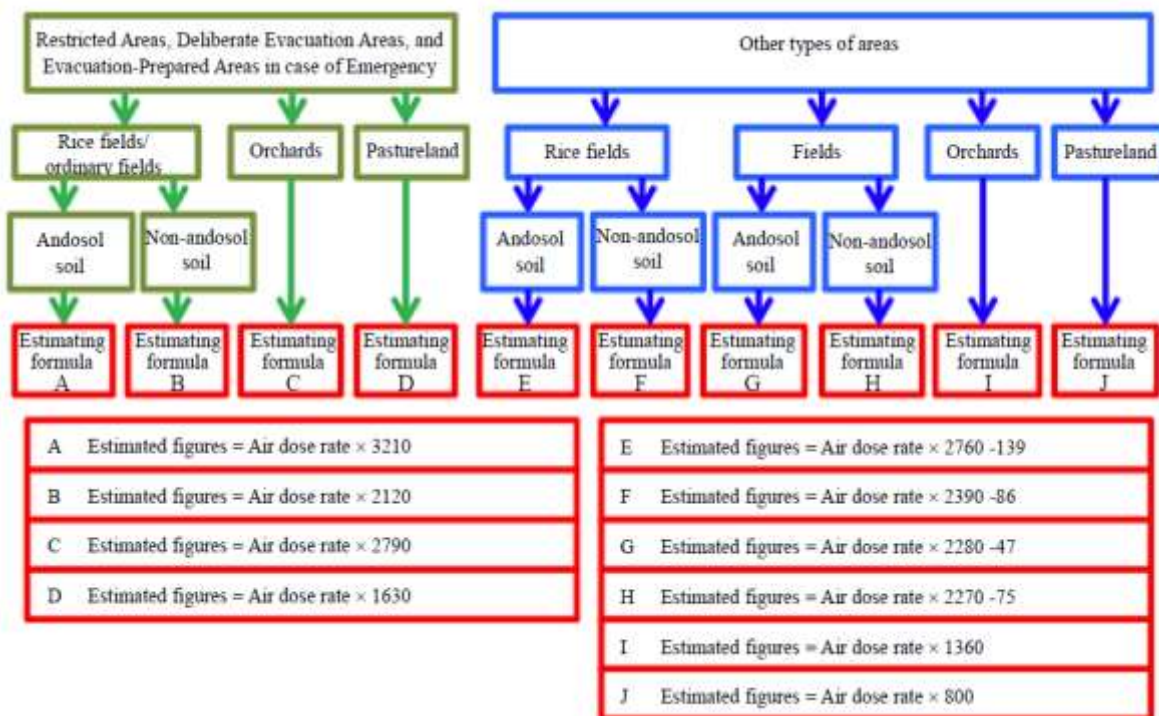 Restricted Areas, Deliberate Evacuation Areas, and
Evacuation-Prepared Areas in case of Emergency
Other types of areas
Rice fields/
ordinary fields
Orchards
Pastureland
Rice fields
Fields
Orchards
Pastureland
Andosol
soil
Non-andosol
soil
Andosol
soil
Non-andosol
soil
Andosol
soil
Non-andosol
soil
Estimating
formula
A
Estimating
formula
B
Estimating
formula
C
Estimating
formula
D
Estimating
formula
E
Estimating
formula
F
Estimating
formula
G
Estimating
formula
H
Estimating
formula
I
Estimating
formula
J
A Estimated figures = Air dose rate × 3210
B Estimated figures = Air dose rate × 2120
C Estimated figures = Air dose rate × 2790
D Estimated figures = Air dose rate × 1630
E Estimated figures = Air dose rate × 2760 -139
F Estimated figures = Air dose rate × 2390 -86
G Estimated figures = Air dose rate × 2280 -47
H Estimated figures = Air dose rate × 2270 -75
I Estimated figures = Air dose rate × 1360
J Estimated figures = Air dose rate × 800